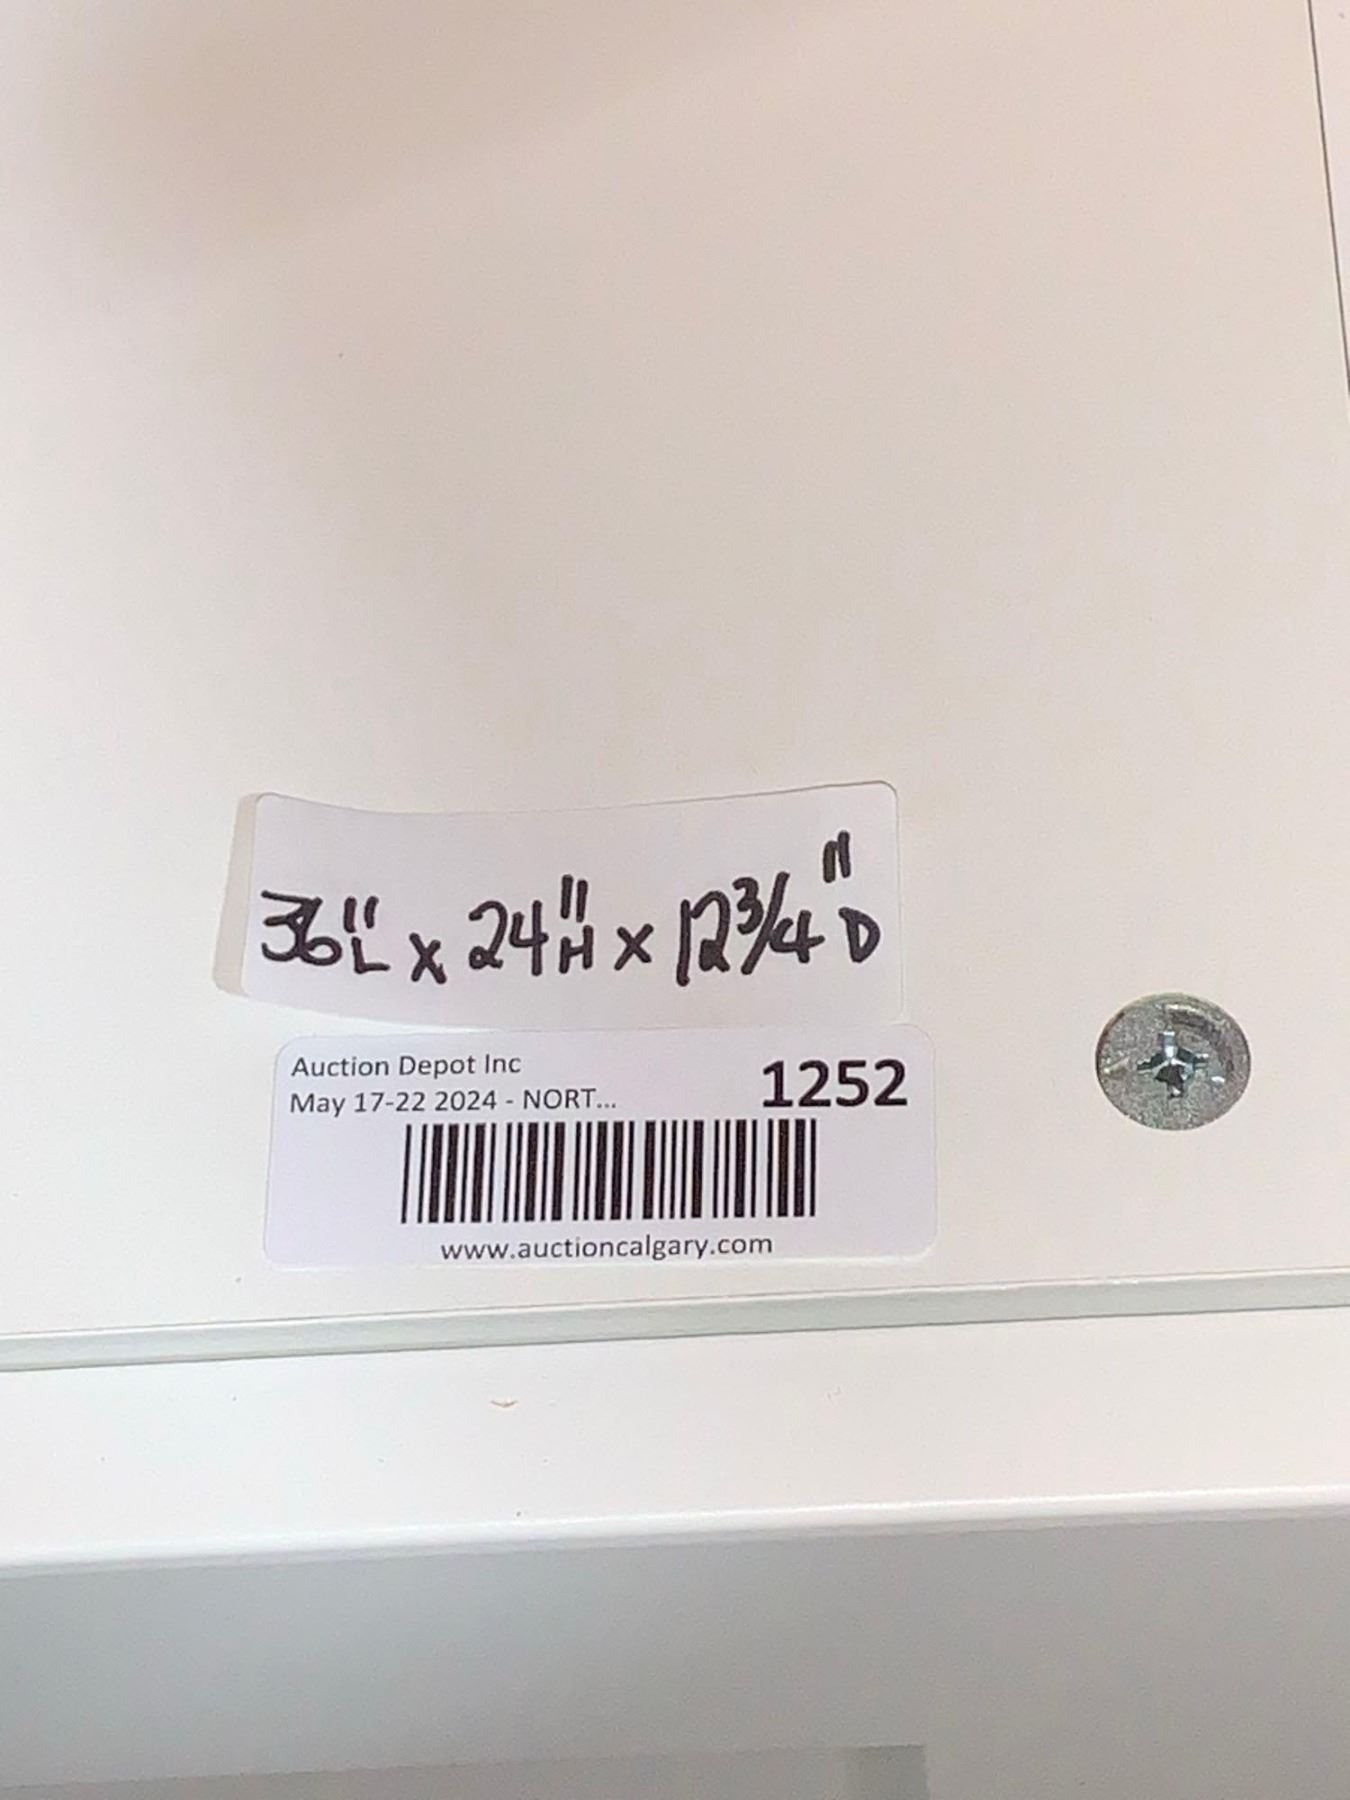 36"L x 24"H x 12 3/4" D
Auction Depot Inc
May 17-22 2024 - NORT...
1252
www.auctioncalgary.com